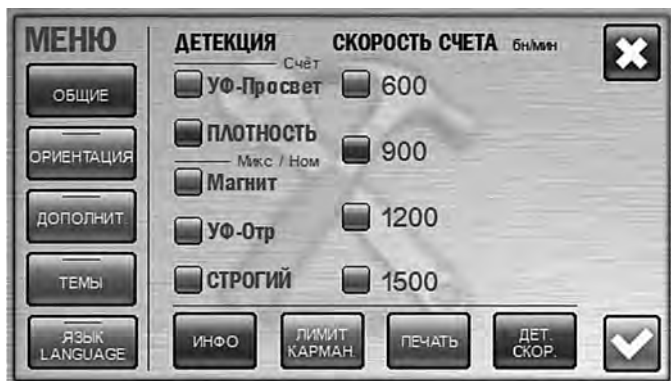 МЕНЮ
ОБЩИЕ
ОРИЕНТАЦИЯ
ДОПОЛНИТ.
ТЕМЫ
ЯЗЫК
LANGUAGE
ДЕТЕКЦИЯ
Счёт
УФ-Просвет
ПЛОТНОСТЬ
Микс / Ном
Магнит
УФ-Отр
СТРОГИЙ
СКОРОСТЬ СЧЕТА бн/мин
600
900
1200
1500
ИНФО
ЛИМИТ
КАРМАН.
ПЕЧАТЬ
ДЕТ.
СКОР.